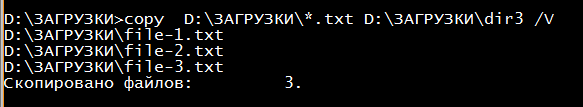 D:\ЗАГРУЗКИ>copy  D:\ЗАГРУЗКИ\*.txt D:\ЗАГРУЗКИ\dir3 /V
D:\ЗАГРУЗКИ\file-1.txt
D:\ЗАГРУЗКИ\file-2.txt
D:\ЗАГРУЗКИ\file-3.txt
Скопировано файлов:         3.